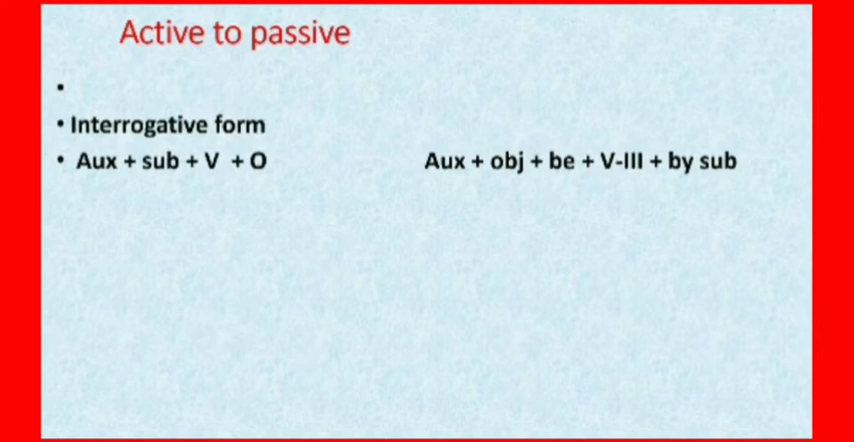 Active to passive
•
• Interrogative form
• Aux + sub + V + O Aux + obj + be + V-III + by sub